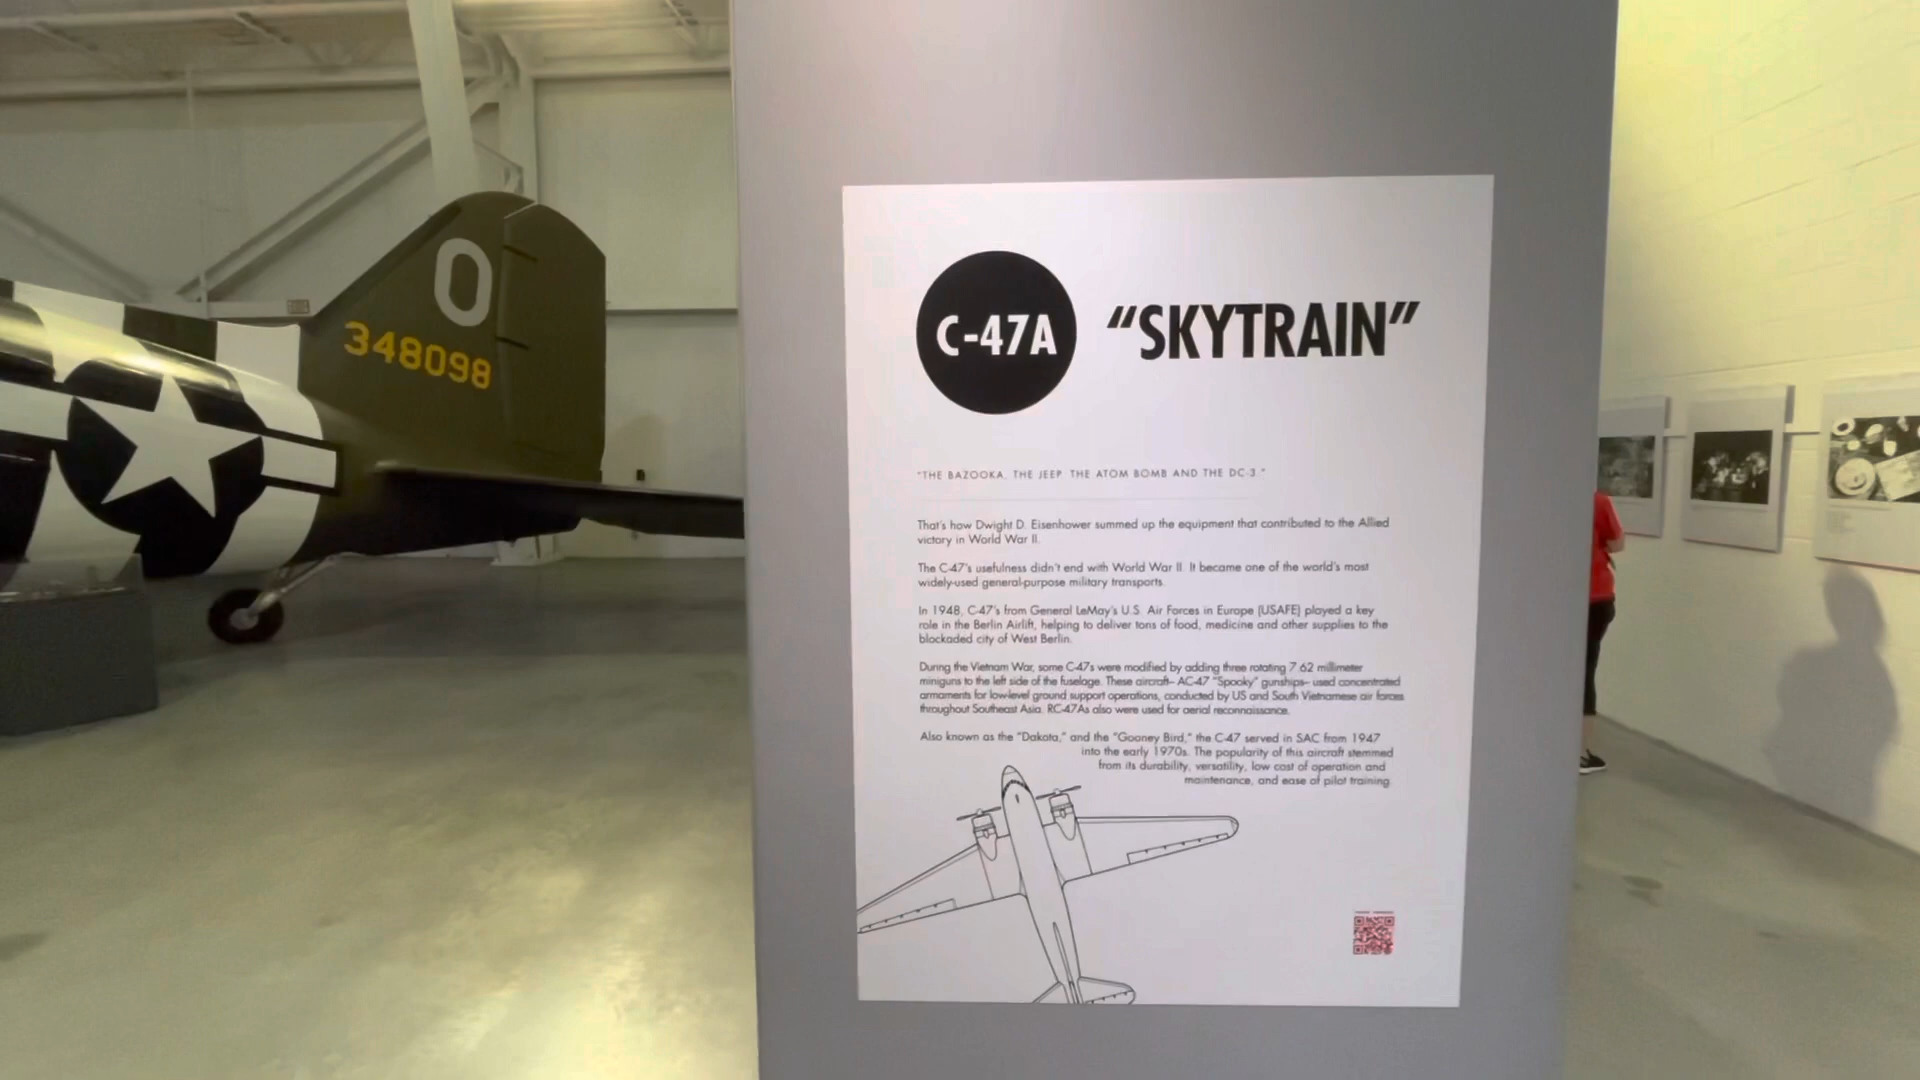 O
348098
C-47A
"SKYTRAIN"
"THE BAZOOKA, THE JEEP, THE ATOM BOMB AND THE DC-3."
That's how Dwight D. Eisenhower summed up the equipment that contributed to the Allied
victory in World War II.
The C-47's usefulness didn't end with World War II. It became one of the world's most
widely-used general-purpose military transports.
In 1948, C-47's from General LeMay's U.S. Air Forces in Europe (USAFE) played a key
role in the Berlin Airlift, helping to deliver tons of food, medicine and other supplies to the
blockaded city of West Berlin.
During the Vietnam War, some C-47s were modified by adding three rotating 7.62 millimeter
miniguns to the left side of the fuselage. These aircraft– AC-47 "Spooky" gunships– used concentrated
armaments for low-level ground support operations, conducted by US and South Vietnamese air forces
throughout Southeast Asia. RC-47As also were used for aerial reconnaissance.
Also known as the "Dakota," and the "Gooney Bird," the C-47 served in SAC from 1947
into the early 1970s. The popularity of this aircraft stemmed
from its durability, versatility, low cost of operation and
maintenance, and ease of pilot training.